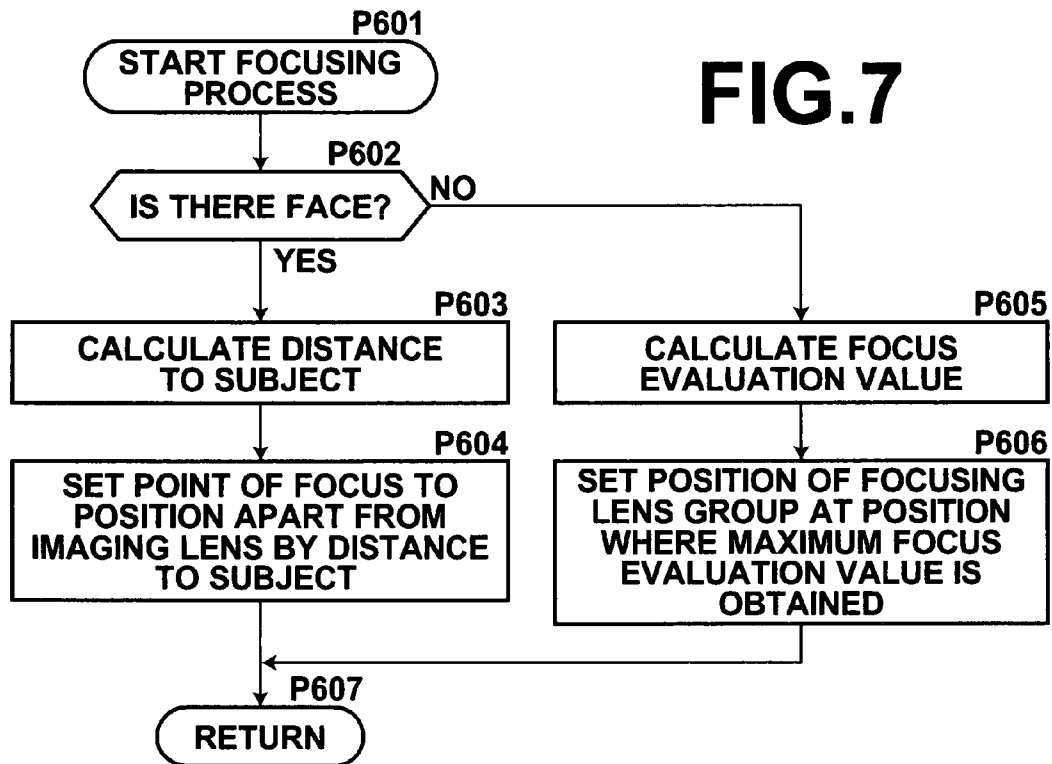 P601
START FOCUSING
PROCESS
FIG.7
P602
IS THERE FACE?
NO
YES
P603
CALCULATE DISTANCE
TO SUBJECT
P604
SET POINT OF FOCUS TO
POSITION APART FROM
IMAGING LENS BY DISTANCE
TO SUBJECT
P605
CALCULATE FOCUS
EVALUATION VALUE
P606
SET POSITION OF FOCUSING
LENS GROUP AT POSITION
WHERE MAXIMUM FOCUS
EVALUATION VALUE IS
OBTAINED
P607
RETURN